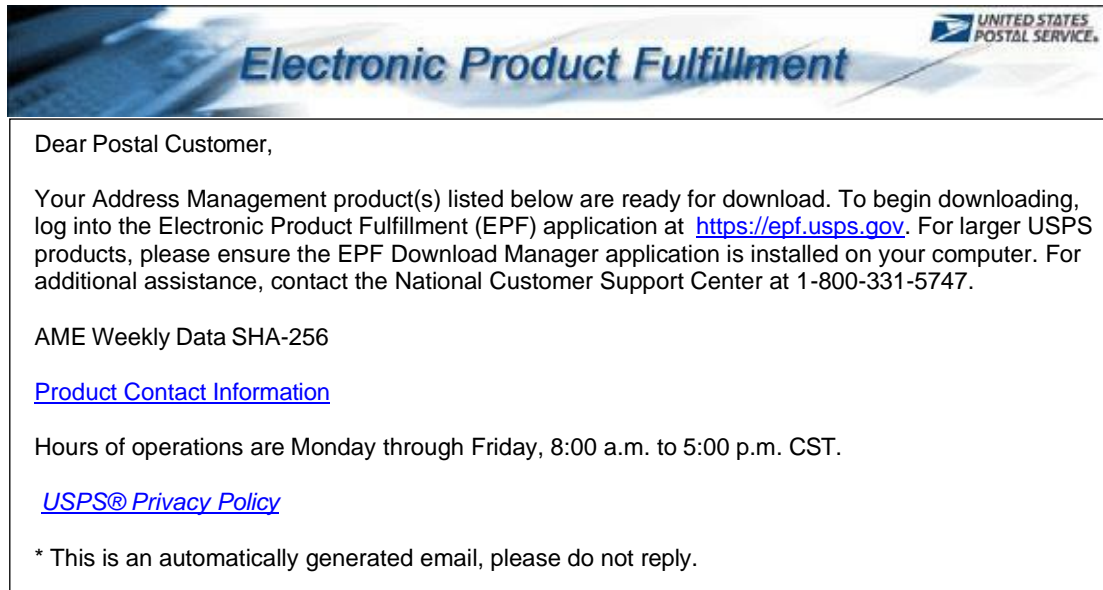 UNITED STATES
POSTAL SERVICE®
Electronic Product Fulfillment
Dear Postal Customer,
Your Address Management product(s) listed below are ready for download. To begin downloading,
log into the Electronic Product Fulfillment (EPF) application at https://epf.usps.gov. For larger USPS
products, please ensure the EPF Download Manager application is installed on your computer. For
additional assistance, contact the National Customer Support Center at 1-800-331-5747.
AME Weekly Data SHA-256
Product Contact Information
Hours of operations are Monday through Friday, 8:00 a.m. to 5:00 p.m. CST.
USPS® Privacy Policy
* This is an automatically generated email, please do not reply.